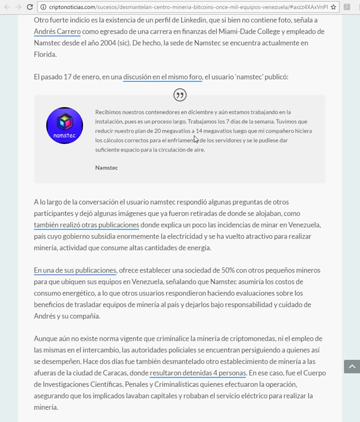 criptonoticias.com/sucesos/desmantelan-centro-mineria-bitcoins-once-mil-equipos-venezuela/#axzz4XAxVnPI
Otro fuerte indicio es la existencia de un perfil de Linkedin, que si bien no contiene foto, señala a
Andrés Carrero como egresado de una carrera en finanzas del Miami-Dade College y empleado de
Namstec desde el año 2004 (sic). De hecho, la sede de Namstec se encuentra actualmente en
Florida.
El pasado 17 de enero, en una discusión en el mismo foro, el usuario 'namstec' publicó:
Recibimos nuestros contenedores en diciembre y aún estamos trabajando en la
instalación, pues es un proceso largo. Trabajamos los 7 días de la semana. Tuvimos que
reducir nuestro plan de 20 megavatios a 14 megavatios luego que mi compañero hiciera
los cálculos correctos para el enfriamiento de los servidores y se le pudiese dar
suficiente espacio para la circulación de aire.
namstec
Namstec
A lo largo de la conversación el usuario namstec respondió algunas preguntas de otros
participantes y dejó algunas imágenes que ya fueron retiradas de donde se alojaban, como
también realizó otras publicaciones donde explica un poco las incidencias de minar en Venezuela,
país cuyo gobierno subsidia enormemente la electricidad y se ha vuelto atractivo para realizar
minería, actividad que consume altas cantidades de energía.
En una de sus publicaciones, ofrece establecer una sociedad de 50% con otros pequeños mineros
para que ubiquen sus equipos en Venezuela, señalando que Namstec asumiría los costos de
consumo energético, a lo que otros usuarios respondieron haciendo evaluaciones sobre los
beneficios de trasladar equipos de minería al país y dejarlos bajo responsabilidad y cuidado de
Andrés y su compañía.
Aunque aún no existe norma vigente que criminalice la minería de criptomonedas, ni el empleo de
las mismas en el intercambio, las autoridades policiales se encuentran persiguiendo a quienes así
se desempeñen. Hace dos días fue también desmantelado otro establecimiento de minería a las
afueras de la ciudad de Caracas, donde resultaron detenidas 4 personas. En ese caso, fue el Cuerpo
de Investigaciones Científicas, Penales y Criminalísticas quienes efectuaron la operación,
asegurando que los implicados lavaban capitales y robaban el servicio eléctrico para realizar la
minería.